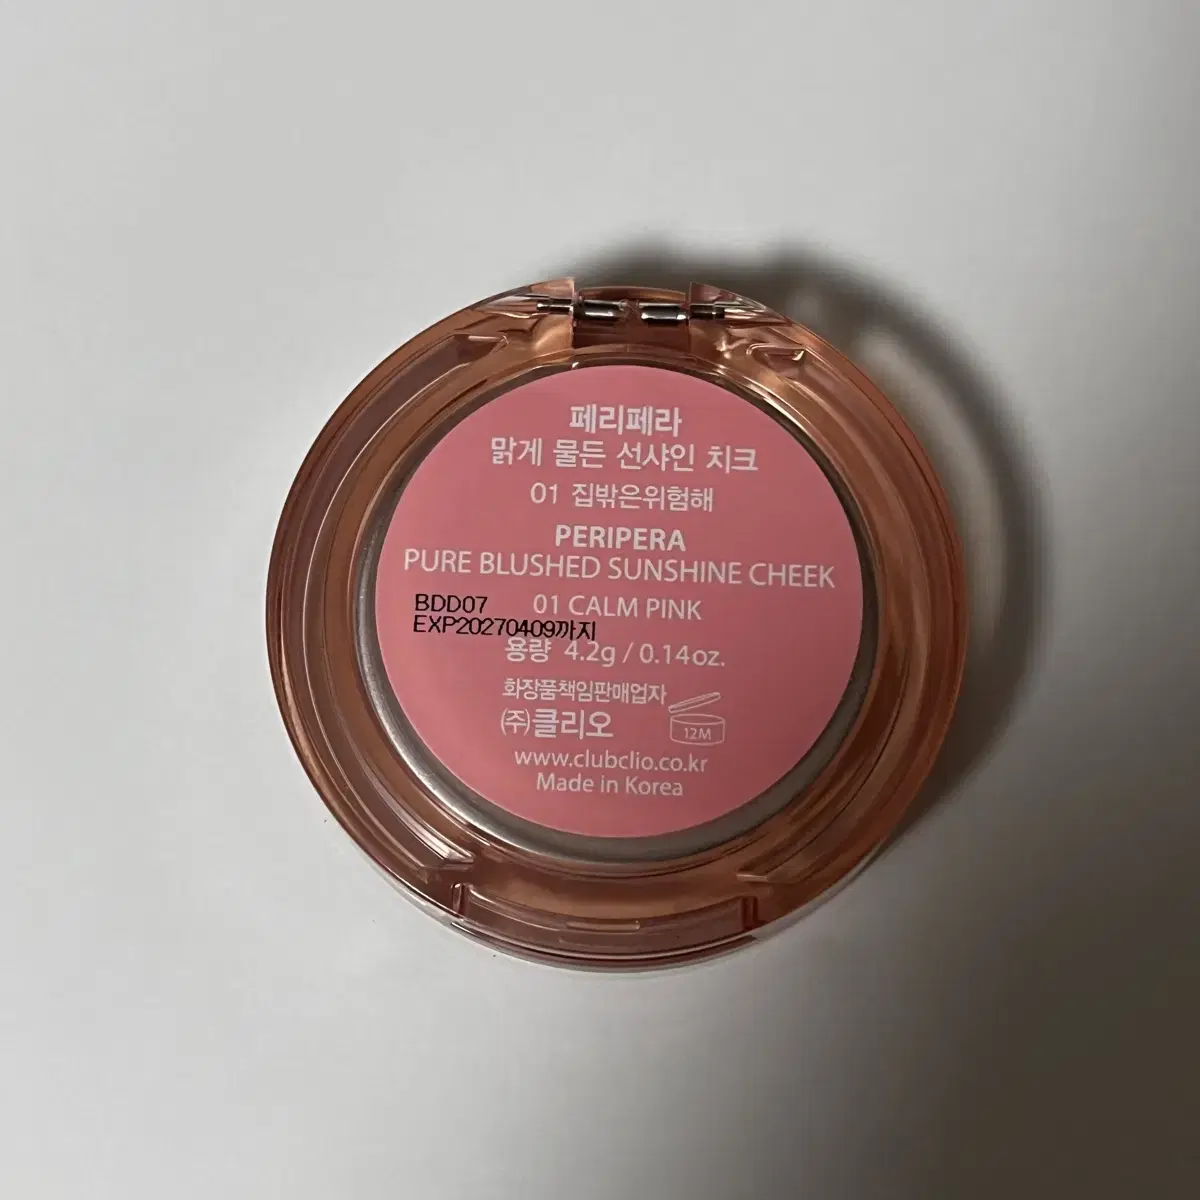 페리페라
맑게 물든 선샤인 치크
01 집밖은위험해
PERIPERA
PURE BLUSHED SUNSHINE CHEEK
01 CALM PINK
BDD07
EXP20270409까지
용량 4.2g / 0.14oz.
화장품책임판매업자
㈜클리오
12M
www.clubclio.co.kr
Made in Korea